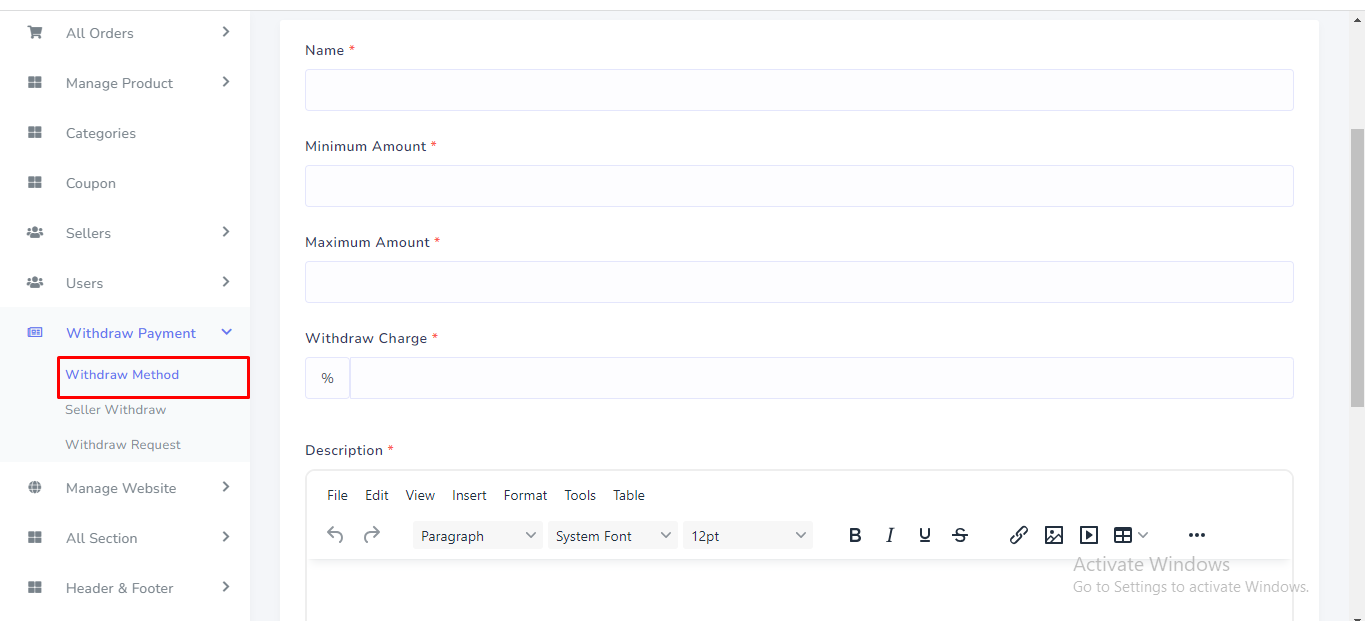 All Orders
Manage Product
Categories
Coupon
Sellers
Users
Withdraw Payment
Withdraw Method
Seller Withdraw
Withdraw Request
Manage Website
All Section
Header & Footer
Name *
Minimum Amount *
Maximum Amount *
Withdraw Charge *
%
Description *
File Edit View Insert Format Tools Table
Paragraph System Font 12pt B I U S
Activate Windows
Go to Settings to activate Windows.